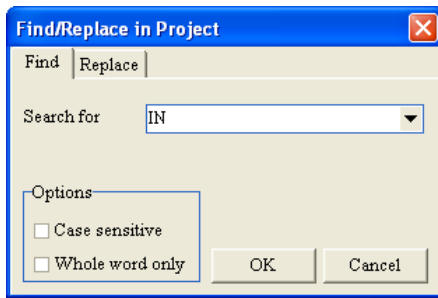 Find/Replace in Project
Find Replace
Search for IN
Options
Case sensitive
Whole word only
OK Cancel